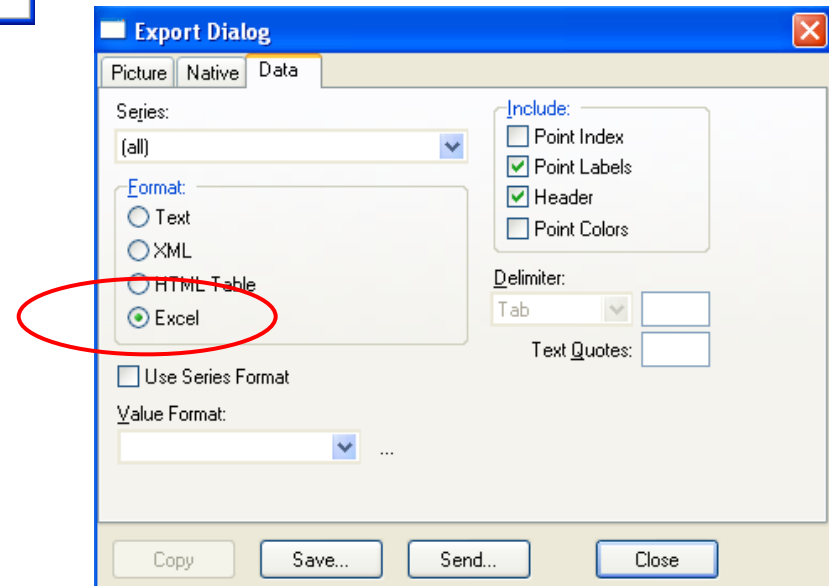 Export Dialog
Picture Native Data
Series:
(all)
Format:
Text
XML
HTML Table
Excel
Use Series Format
Value Format:
...
Include:
Point Index
Point Labels
Header
Point Colors
Delimiter:
Tab
Text Quotes:
Copy Save... Send... Close